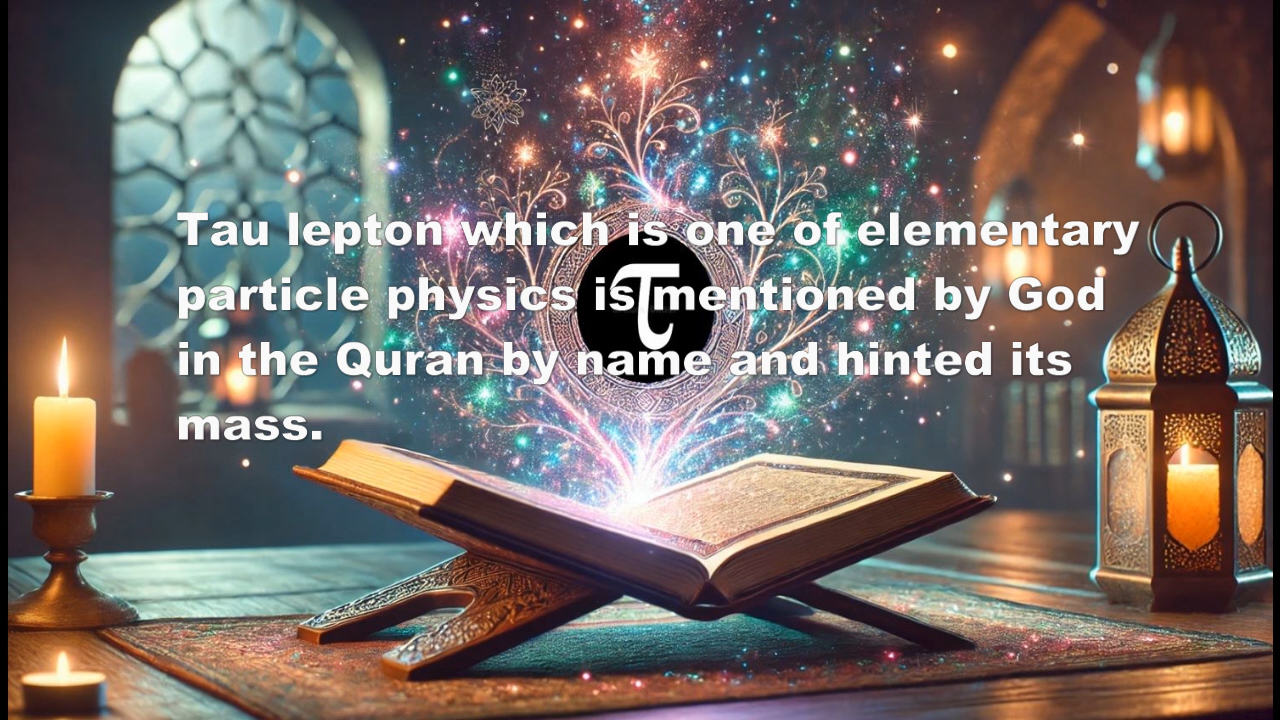 Tau lepton which is one of elementary
particle physics is mentioned by God
in the Quran by name and hinted its
mass.
τ